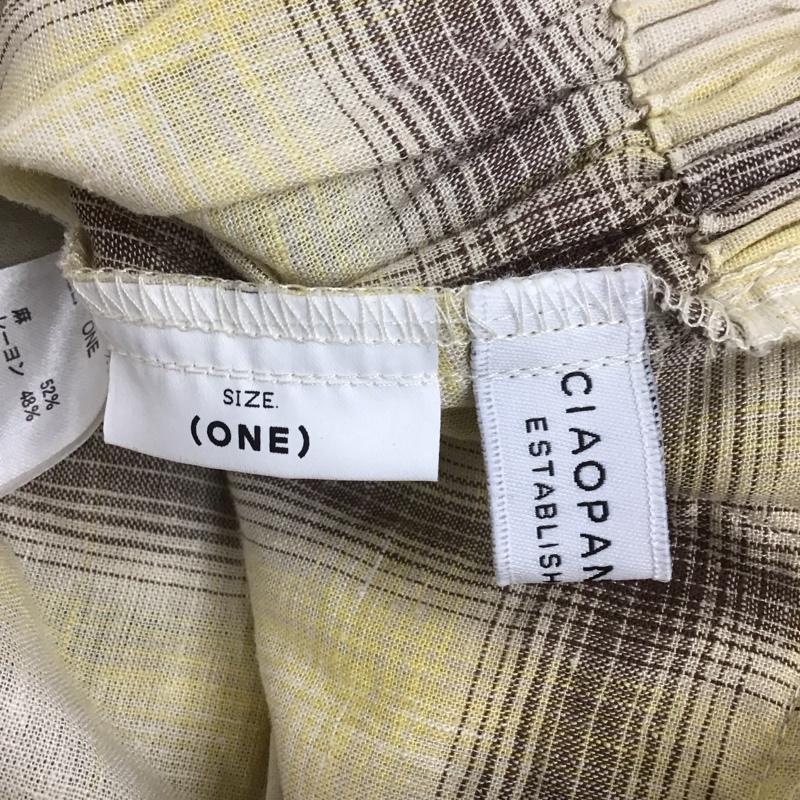 ONE
麻 52%
レーヨン 48%
SIZE.
(ONE)
CIAOPAN
ESTABLISH